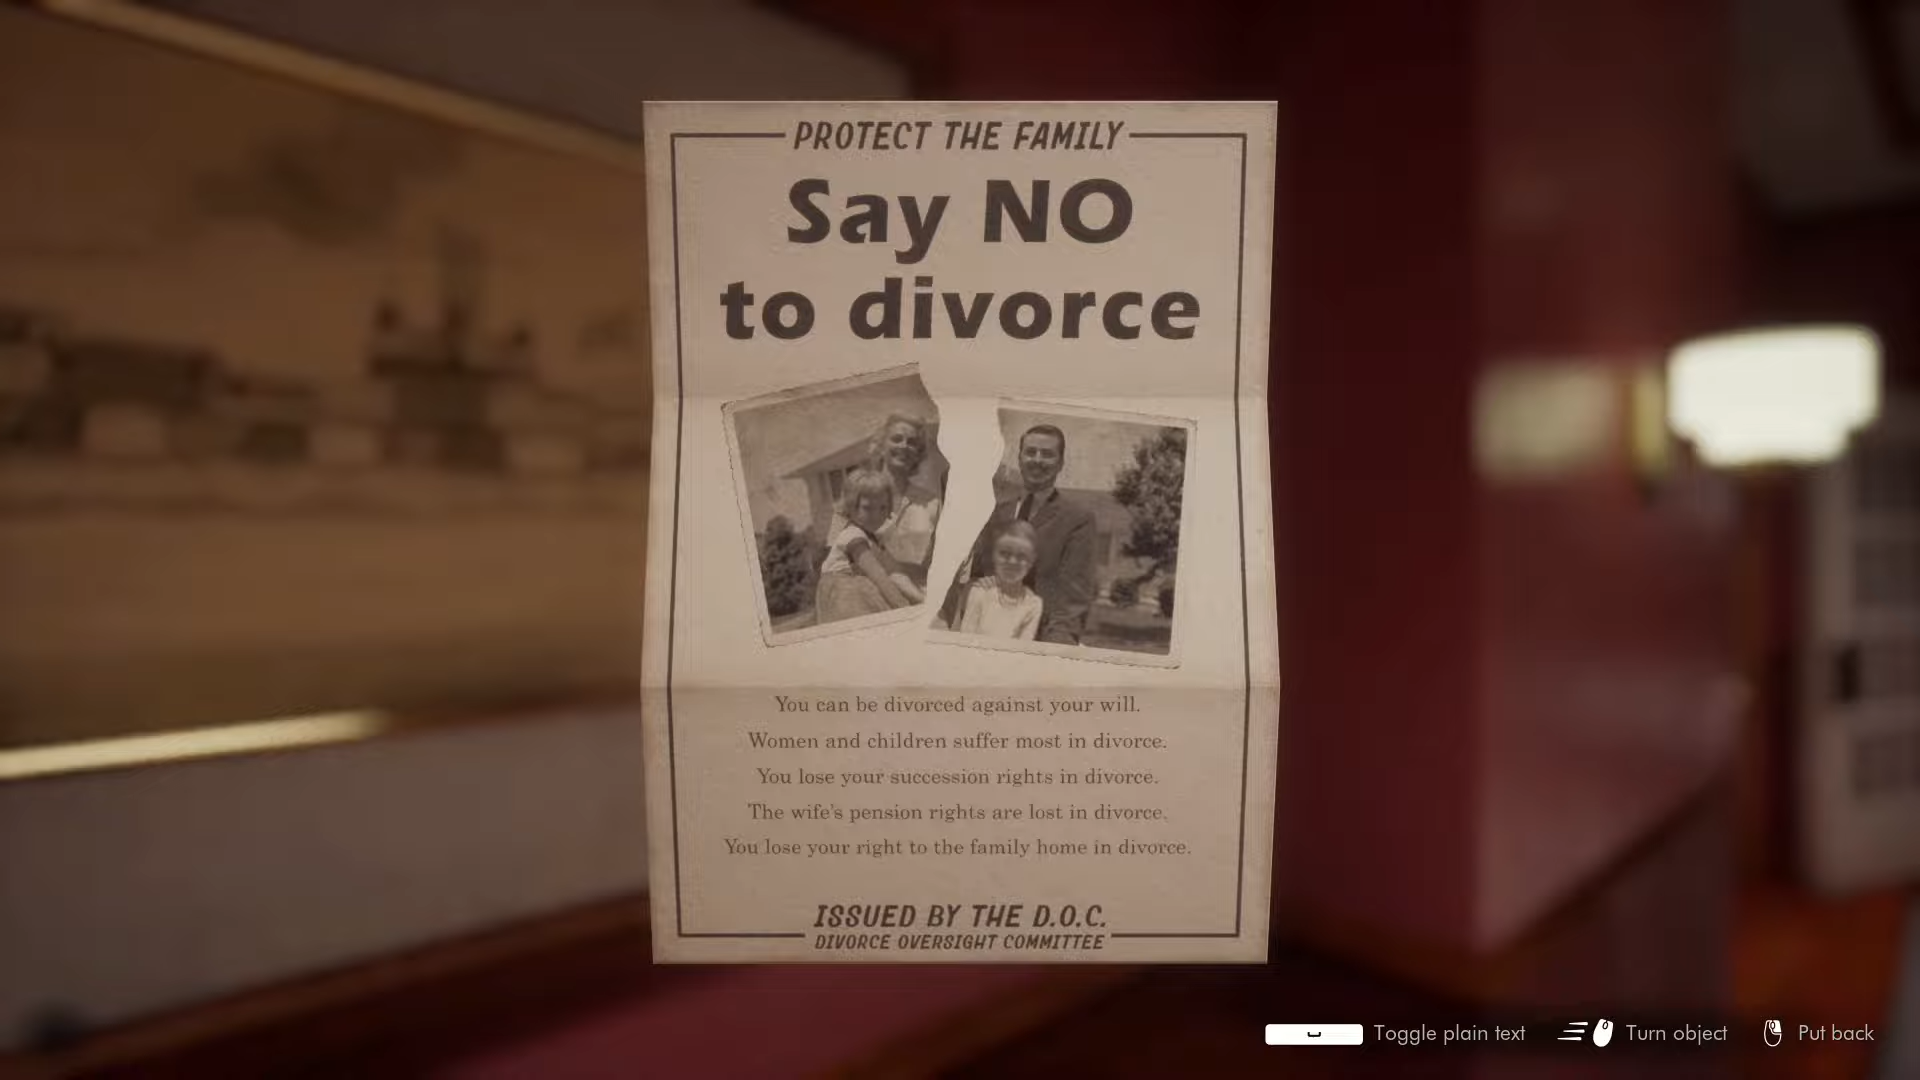 PROTECT THE FAMILY
Say NO
to divorce
You can be divorced against your will.
Women and children suffer most in divorce.
You lose your succession rights in divorce.
The wife's pension rights are lost in divorce.
You lose your right to the family home in divorce.
ISSUED BY THE D.O.C.
DIVORCE OVERSIGHT COMMITTEE
Toggle plain text
Turn object
Put back